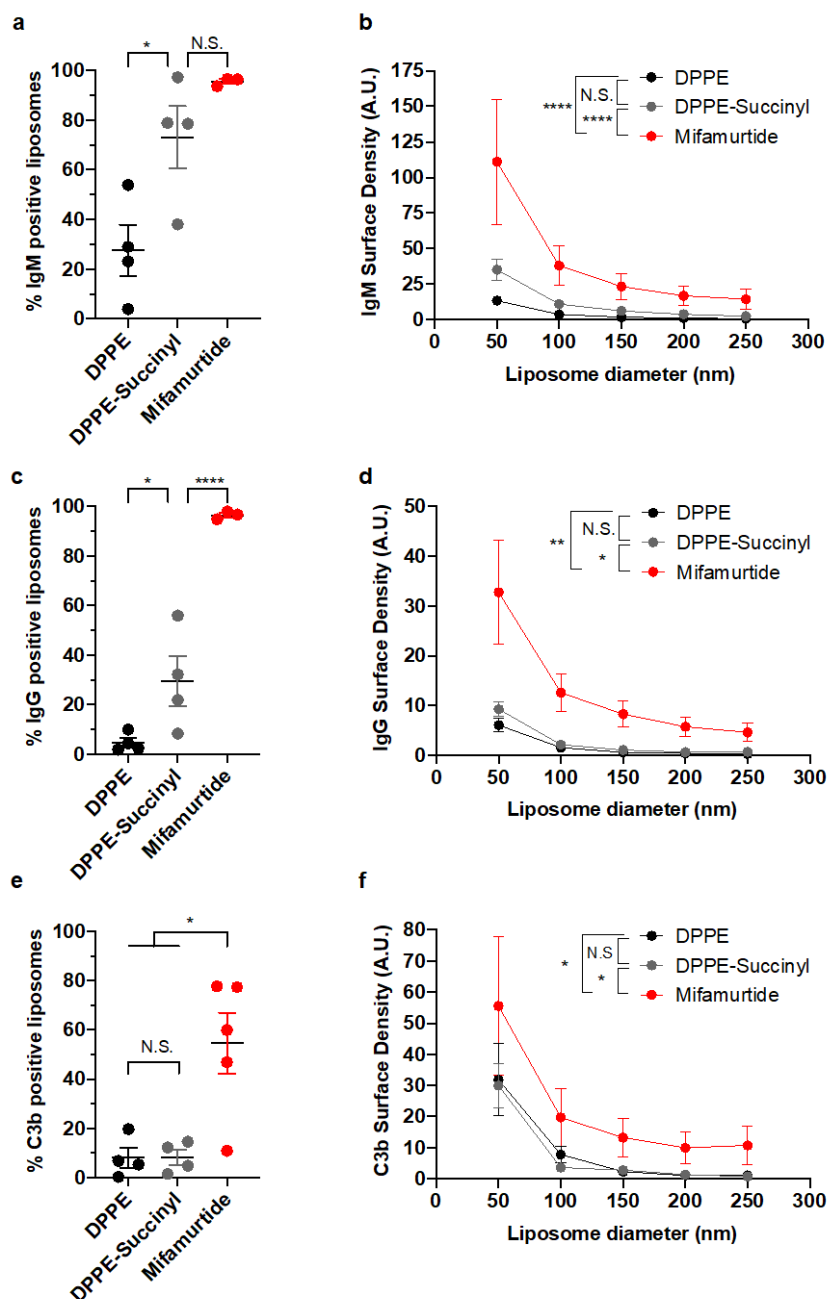 a
* N.S.
% IgM positive liposomes
100
80
60
40
20
0
DPPE
DPPE-Succinyl
Mifamurtide
b
IgM Surface Density (A.U.)
175
150
125
100
75
50
25
0
0 50 100 150 200 250 300
Liposome diameter (nm)
DPPE
DPPE-Succinyl
Mifamurtide
N.S.
****
****
c
* ****
% IgG positive liposomes
100
80
60
40
20
0
DPPE
DPPE-Succinyl
Mifamurtide
d
IgG Surface Density (A.U.)
50
40
30
20
10
0
0 50 100 150 200 250 300
Liposome diameter (nm)
DPPE
DPPE-Succinyl
Mifamurtide
N.S.
**
*
e
*
N.S.
% C3b positive liposomes
100
80
60
40
20
0
DPPE
DPPE-Succinyl
Mifamurtide
f
C3b Surface Density (A.U.)
80
70
60
50
40
30
20
10
0
0 50 100 150 200 250 300
Liposome diameter (nm)
DPPE
DPPE-Succinyl
Mifamurtide
N.S
*
*